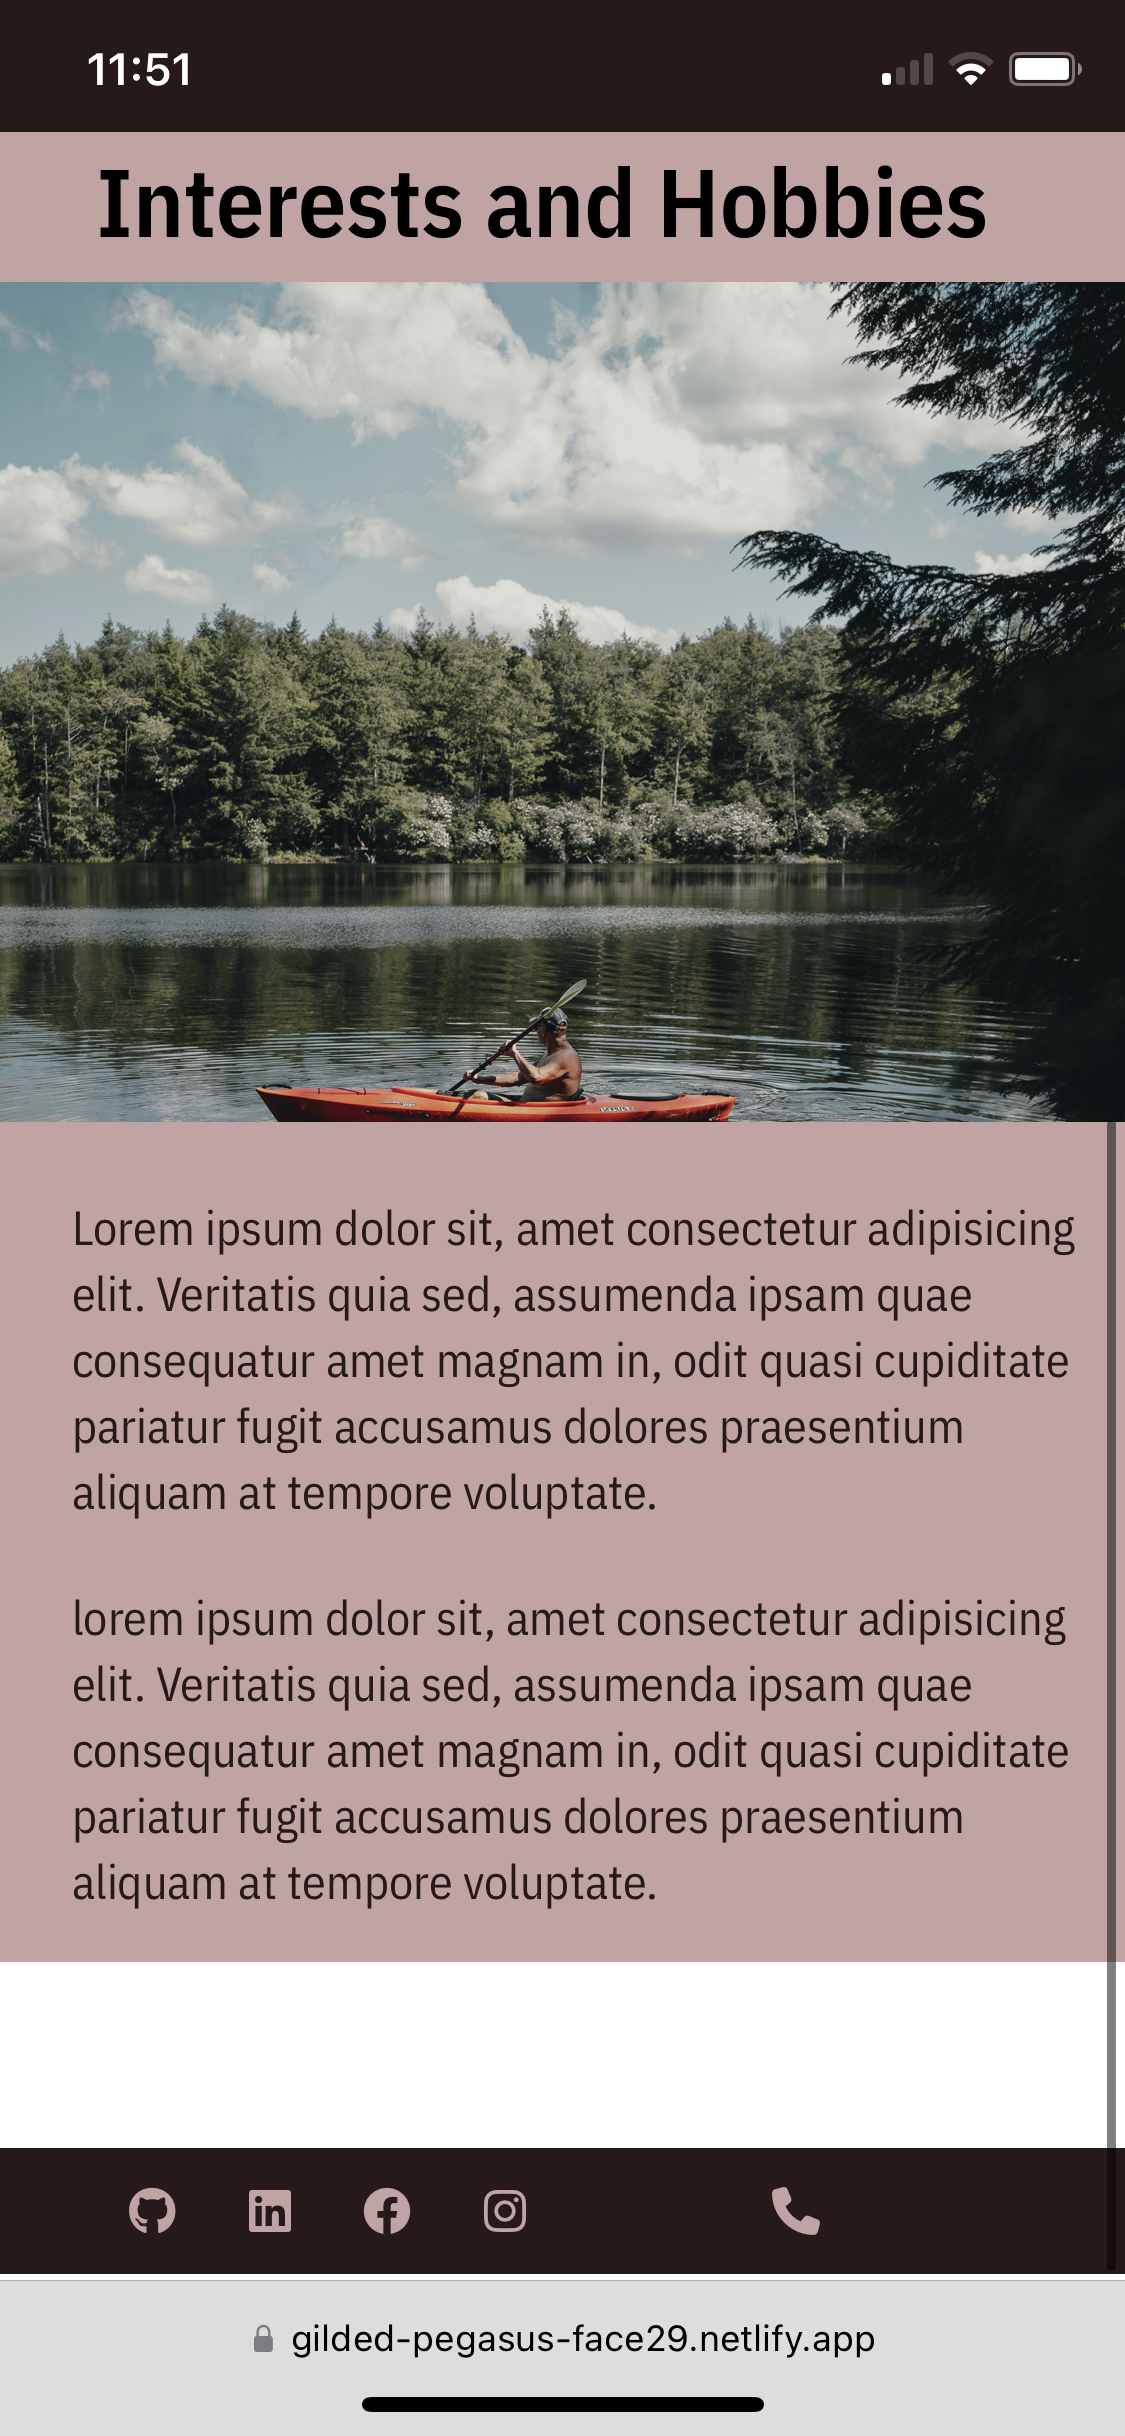 11:51
Interests and Hobbies
Lorem ipsum dolor sit, amet consectetur adipisicing
elit. Veritatis quia sed, assumenda ipsam quae
consequatur amet magnam in, odit quasi cupiditate
pariatur fugit accusamus dolores praesentium
aliquam at tempore voluptate.
lorem ipsum dolor sit, amet consectetur adipisicing
elit. Veritatis quia sed, assumenda ipsam quae
consequatur amet magnam in, odit quasi cupiditate
pariatur fugit accusamus dolores praesentium
aliquam at tempore voluptate.
in
gilded-pegasus-face29.netlify.app